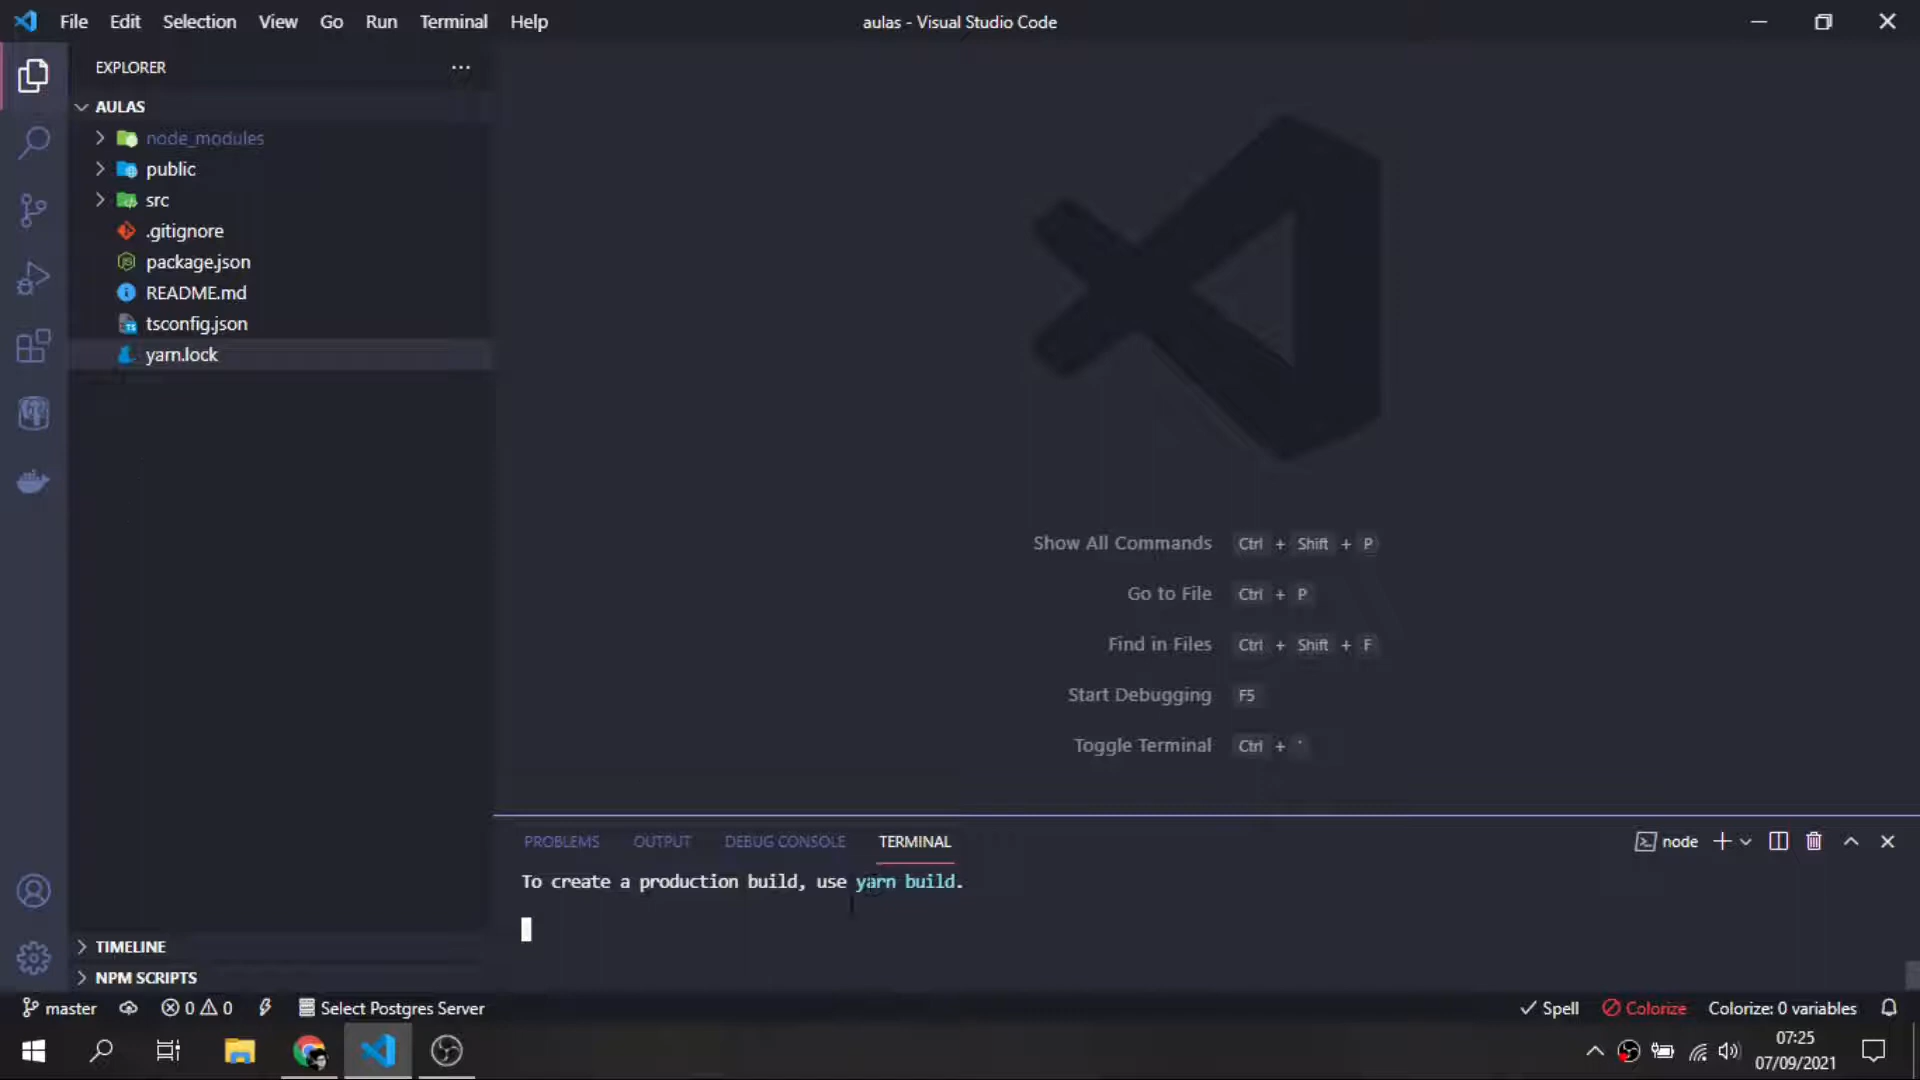 File Edit Selection View Go Run Terminal Help
aulas - Visual Studio Code
EXPLORER
AULAS
node_modules
public
src
.gitignore
package.json
README.md
tsconfig.json
yarn.lock
TIMELINE
NPM SCRIPTS
Show All Commands Ctrl + Shift + P
Go to File Ctrl + P
Find in Files Ctrl + Shift + F
Start Debugging F5
Toggle Terminal Ctrl + `
PROBLEMS OUTPUT DEBUG CONSOLE TERMINAL
node
To create a production build, use yarn build.
master 0 0 Select Postgres Server
Spell Colorize Colorize: 0 variables
07:25
07/09/2021